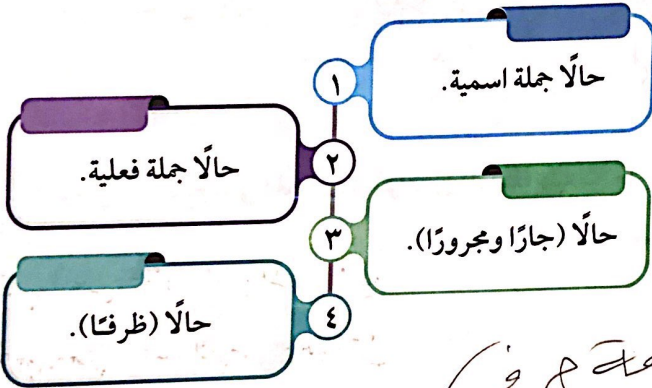 ١
حالًا جملة اسمية.
٢
حالًا جملة فعلية.
٣
حالًا (جارًا ومجرورًا).
٤
حالًا (ظرفًا).